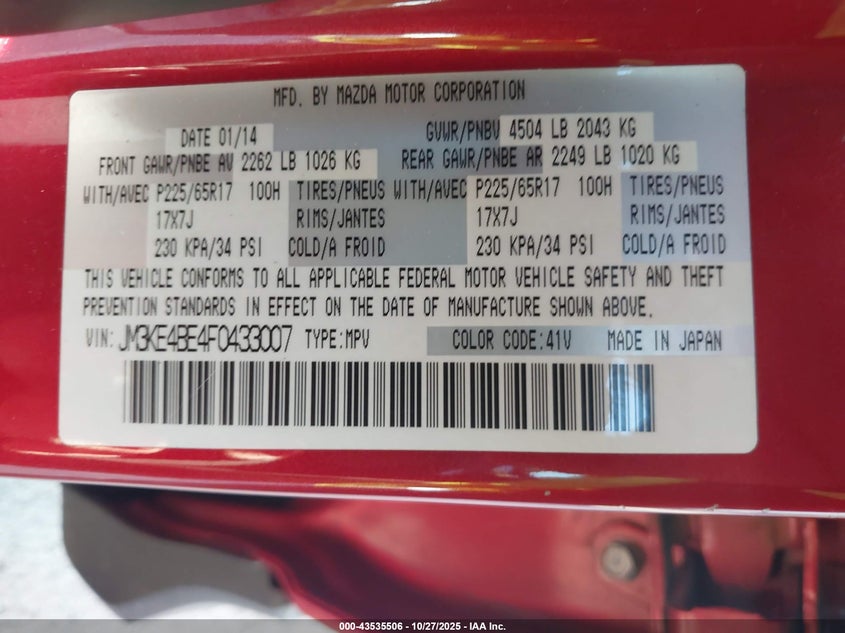 MFD. BY MAZDA MOTOR CORPORATION
DATE 01/14 GVWR/PNBV 4504 LB 2043 KG
FRONT GAWR/PNBE AV 2262 LB 1026 KG REAR GAWR/PNBE AR 2249 LB 1020 KG
WITH/AVEC P225/65R17 100H TIRES/PNEUS WITH/AVEC P225/65R17 100H TIRES/PNEUS
17X7J RIMS/JANTES 17X7J RIMS/JANTES
230 KPA/34 PSI COLD/A FROID 230 KPA/34 PSI COLD/A FROID
THIS VEHICLE CONFORMS TO ALL APPLICABLE FEDERAL MOTOR VEHICLE SAFETY AND THEFT
PREVENTION STANDARDS IN EFFECT ON THE DATE OF MANUFACTURE SHOWN ABOVE.
VIN: JM3KE4BE4F0433007 TYPE:MPV COLOR CODE:41V MADE IN JAPAN
000-43535506 - 10/27/2025 - IAA Inc.